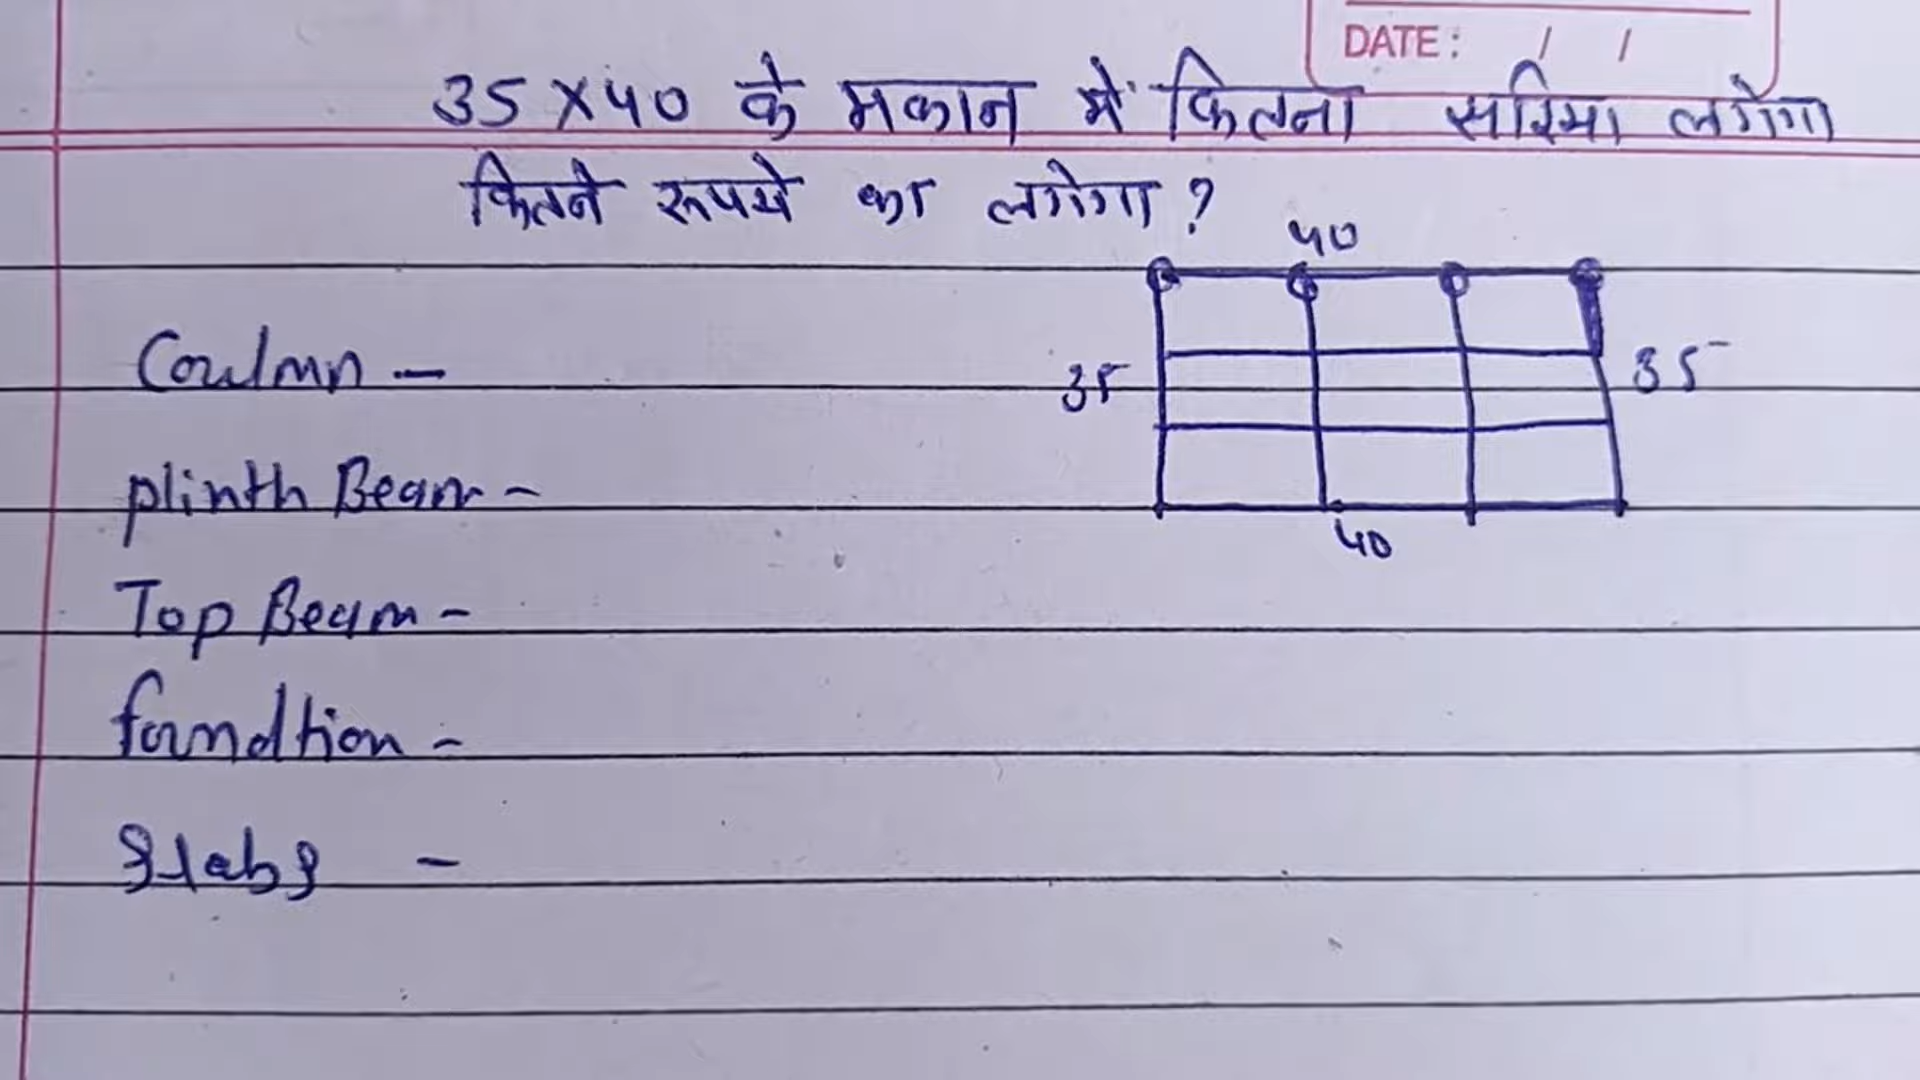 DATE: / /
35 X 40 के मकान में कितना सरिया लगेगा
कितने रूपये का लगेगा ?
40
35
35
40
Coulmn -
plinth Beam -
Top Beam -
foundtion -
Slabs -